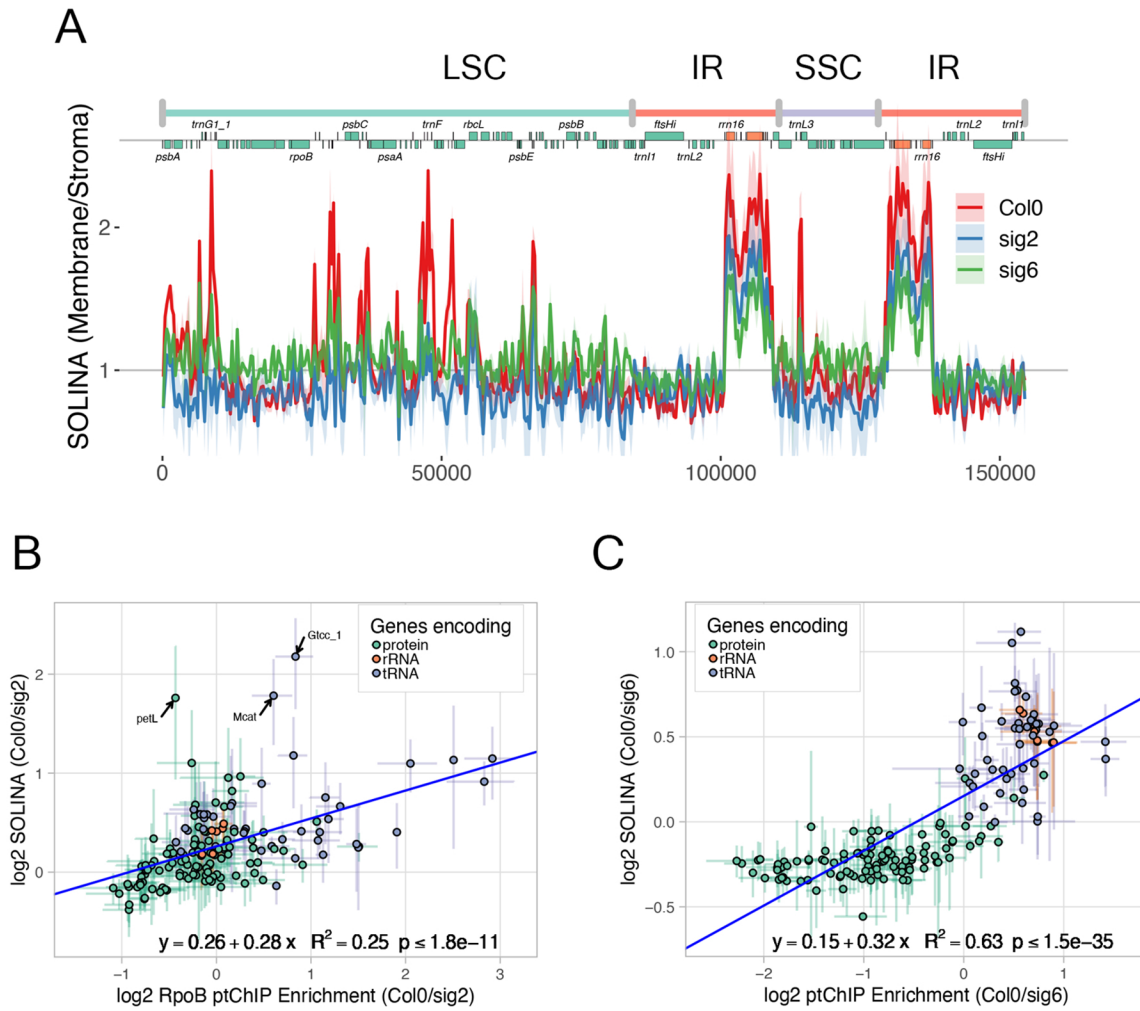 A
LSC IR SSC IR
trnG1_1 psbC trnF rbcL psbB ftsHi rrn16 trnL3 trnL2 trnI1
psbA rpoB psaA psbE trnI1 trnL2 rrn16 ftsHi
SOLINA (Membrane/Stroma)
2
1
Col0
sig2
sig6
0 50000 100000 150000
B
log2 SOLINA (Col0/sig2)
2
1
0
Genes encoding
protein
rRNA
tRNA
Gtcc_1
petL
Mcat
y = 0.26 + 0.28 x R² = 0.25 p ≤ 1.8e−11
−1 0 1 2 3
log2 RpoB ptChIP Enrichment (Col0/sig2)
C
log2 SOLINA (Col0/sig6)
1.0
0.5
0.0
−0.5
Genes encoding
protein
rRNA
tRNA
y = 0.15 + 0.32 x R² = 0.63 p ≤ 1.5e−35
−2 −1 0 1
log2 ptChIP Enrichment (Col0/sig6)